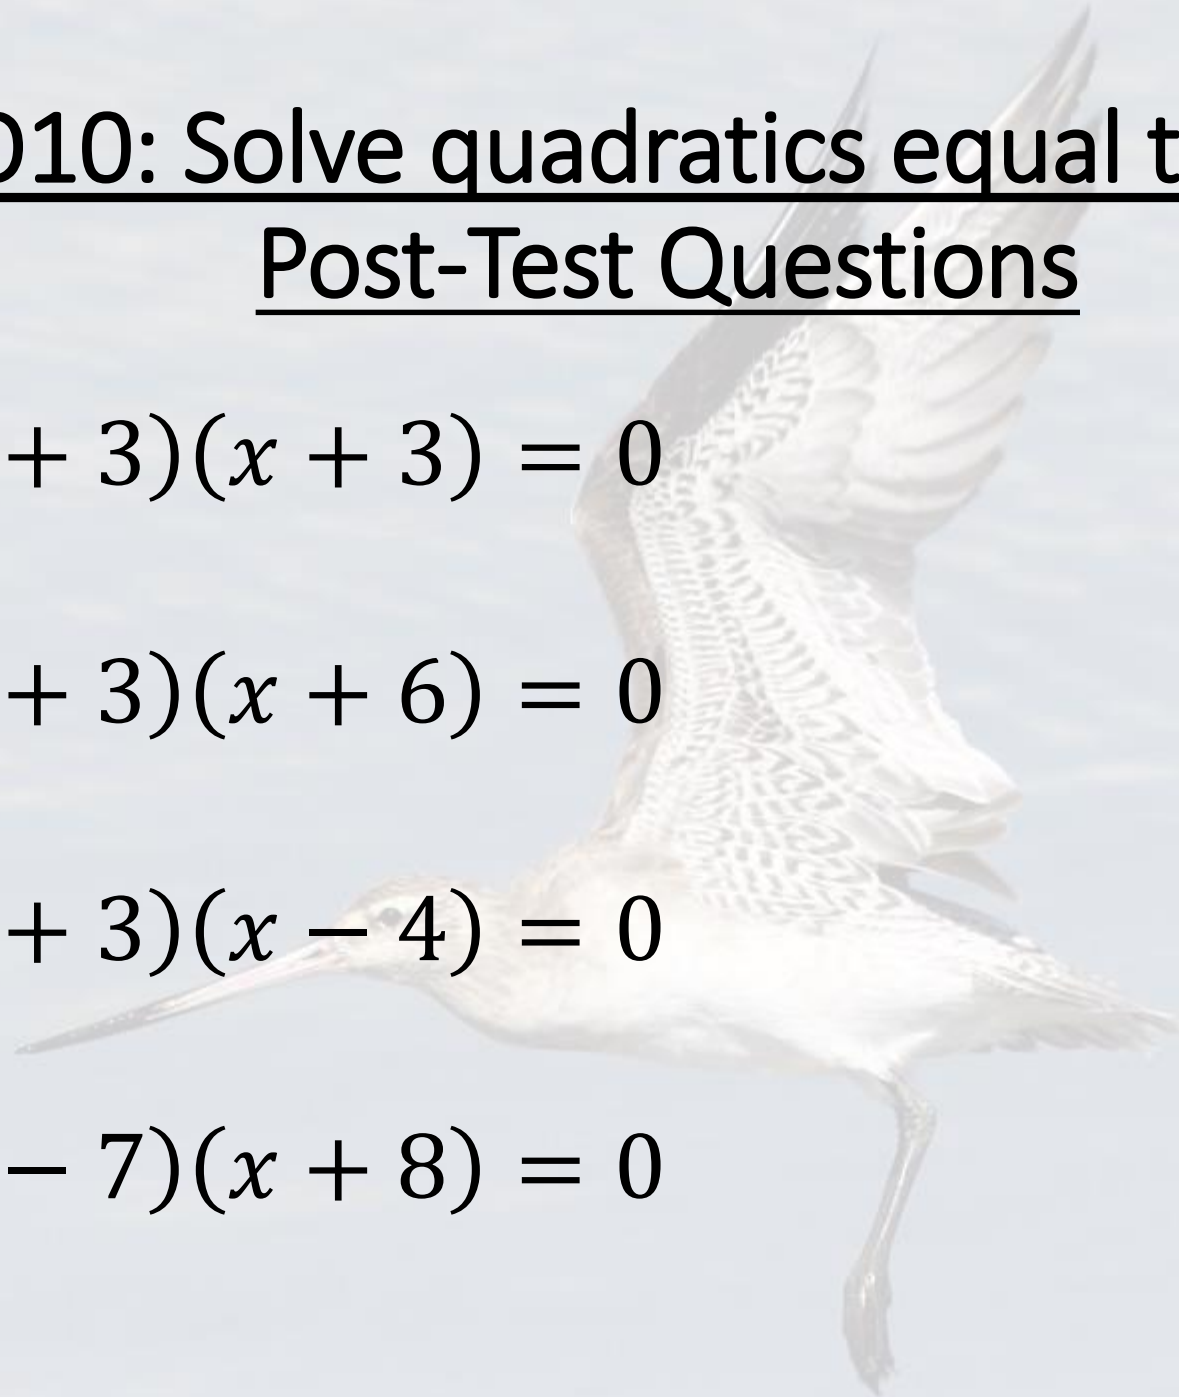 010: Solve quadratics equal t
Post-Test Questions
+ 3)(x + 3) = 0
+ 3)(x + 6) = 0
+ 3)(x − 4) = 0
− 7)(x + 8) = 0